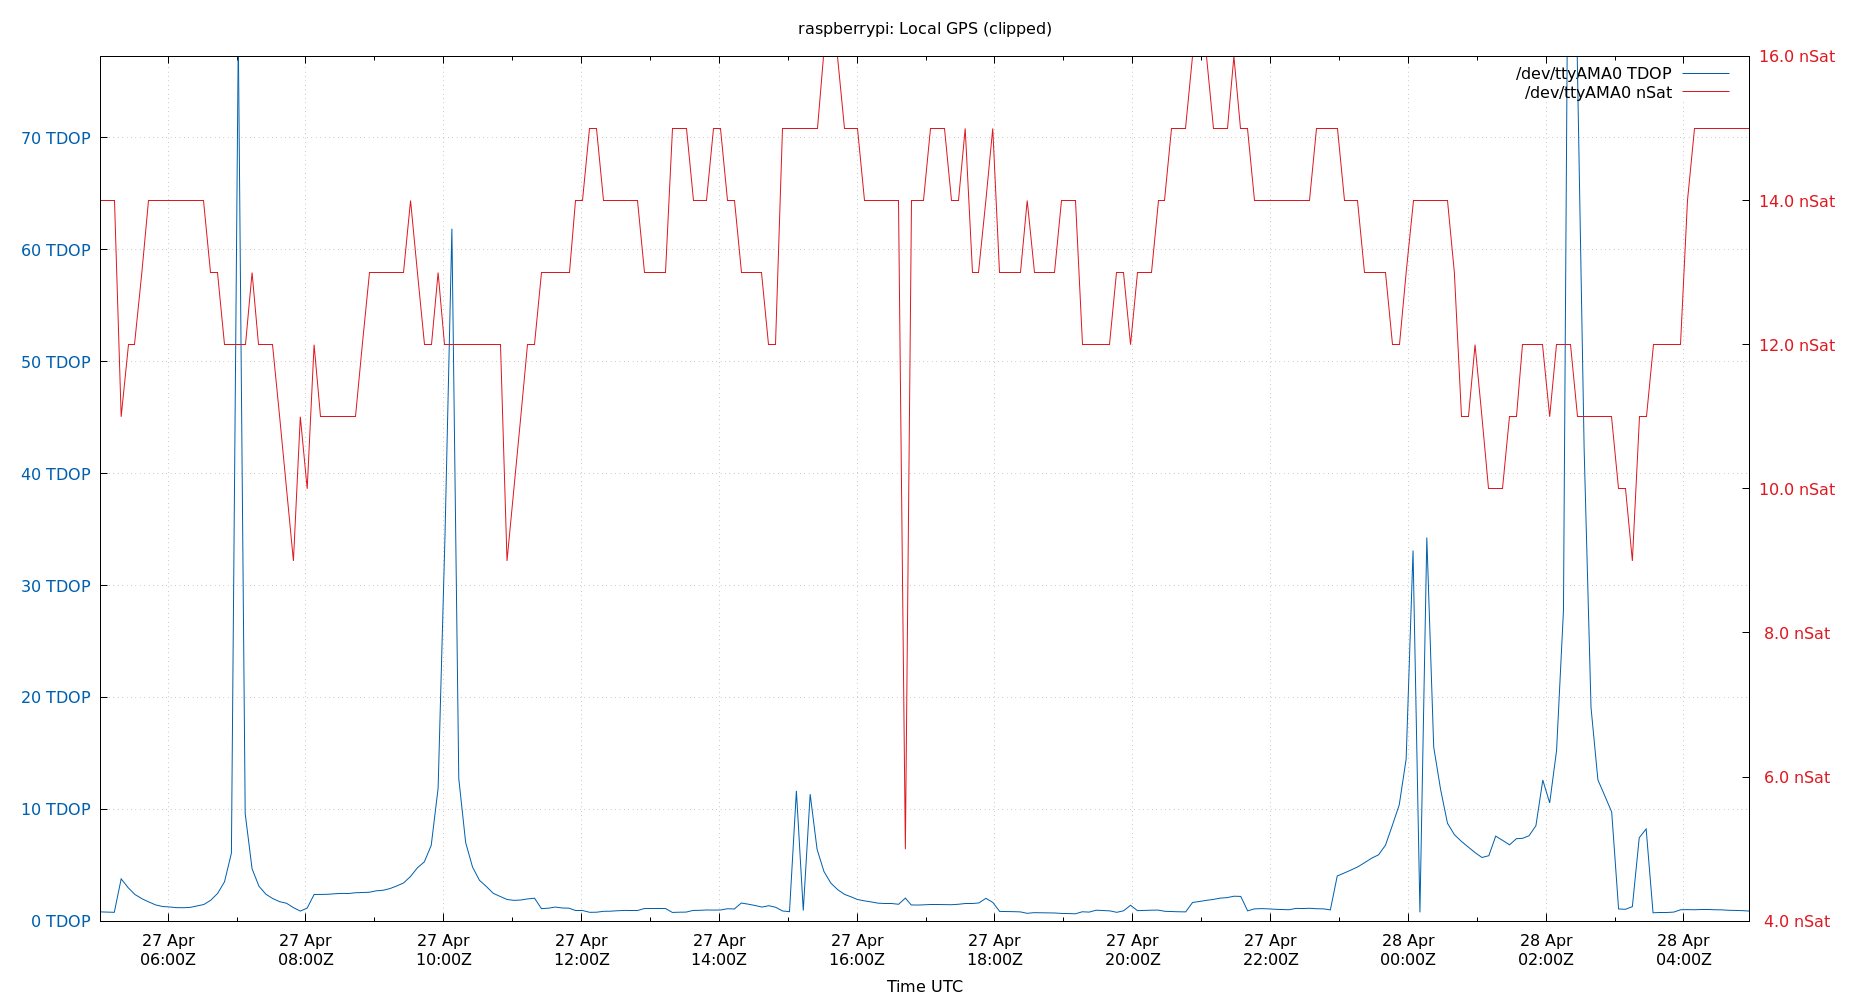 raspberrypi: Local GPS (clipped)
/dev/ttyAMA0 TDOP
/dev/ttyAMA0 nSat
70 TDOP
60 TDOP
50 TDOP
40 TDOP
30 TDOP
20 TDOP
10 TDOP
0 TDOP
16.0 nSat
14.0 nSat
12.0 nSat
10.0 nSat
8.0 nSat
6.0 nSat
4.0 nSat
27 Apr 27 Apr 27 Apr 27 Apr 27 Apr 27 Apr 27 Apr 27 Apr 27 Apr 28 Apr 28 Apr 28 Apr
06:00Z 08:00Z 10:00Z 12:00Z 14:00Z 16:00Z 18:00Z 20:00Z 22:00Z 00:00Z 02:00Z 04:00Z
Time UTC